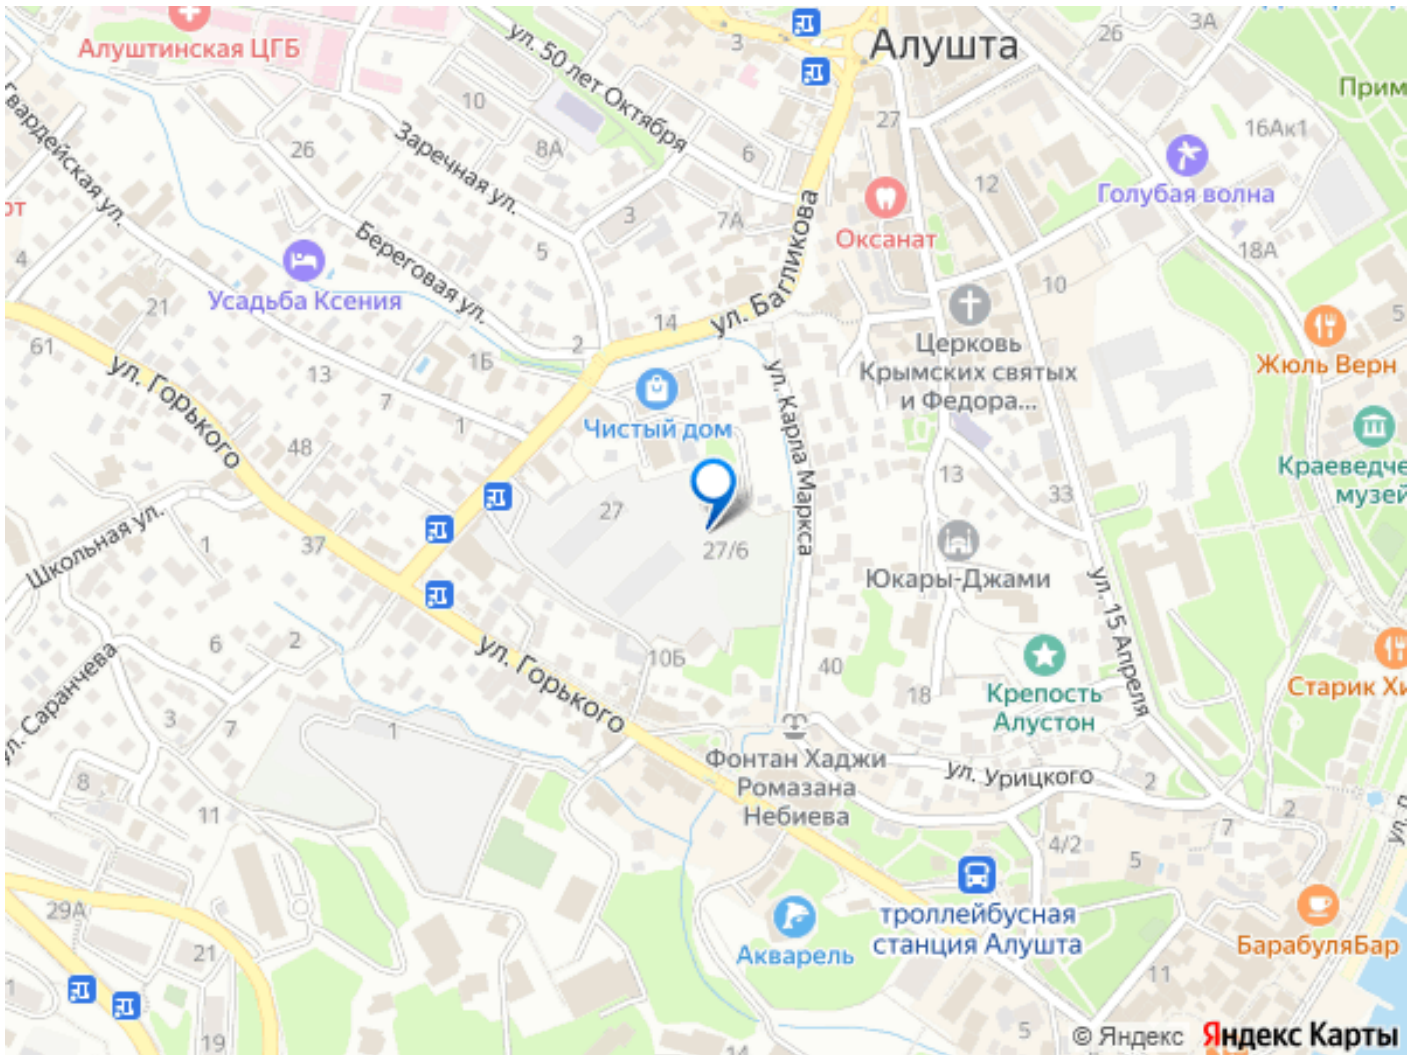 Алуштинская ЦГБ
ул. 50 лет Октября
3
Алушта
26
3А
Прим
Гвардейская ул.
10
Заречная ул.
8А
26
6
27
16Ак1
12
Голубая волна
от
4
3
7А
5
Оксанат
18А
Береговая ул.
ул. Багликова
10
Усадьба Ксения
21
14
2
5
Церковь
Крымских святых
и Федора...
Жюль Верн
61
ул. Горького
13
1Б
7
1
Чистый дом
ул. Карла Маркса
48
13
33
Краеведче
музей
27
27/6
Школьная ул.
1
37
Юкары-Джами
ул. 15 Апреля
6
2
ул. Горького
10Б
40
18
Крепость
Алустон
Старик Хи
ул. Саранчева
3
7
1
8
11
Фонтан Хаджи
Ромазана
Небиева
ул. Урицкого
2
2
7
4/2
5
29А
21
троллейбусная
станция Алушта
Акварель
БарабуляБар
11
1
19
5
14
© Яндекс Яндекс Карты